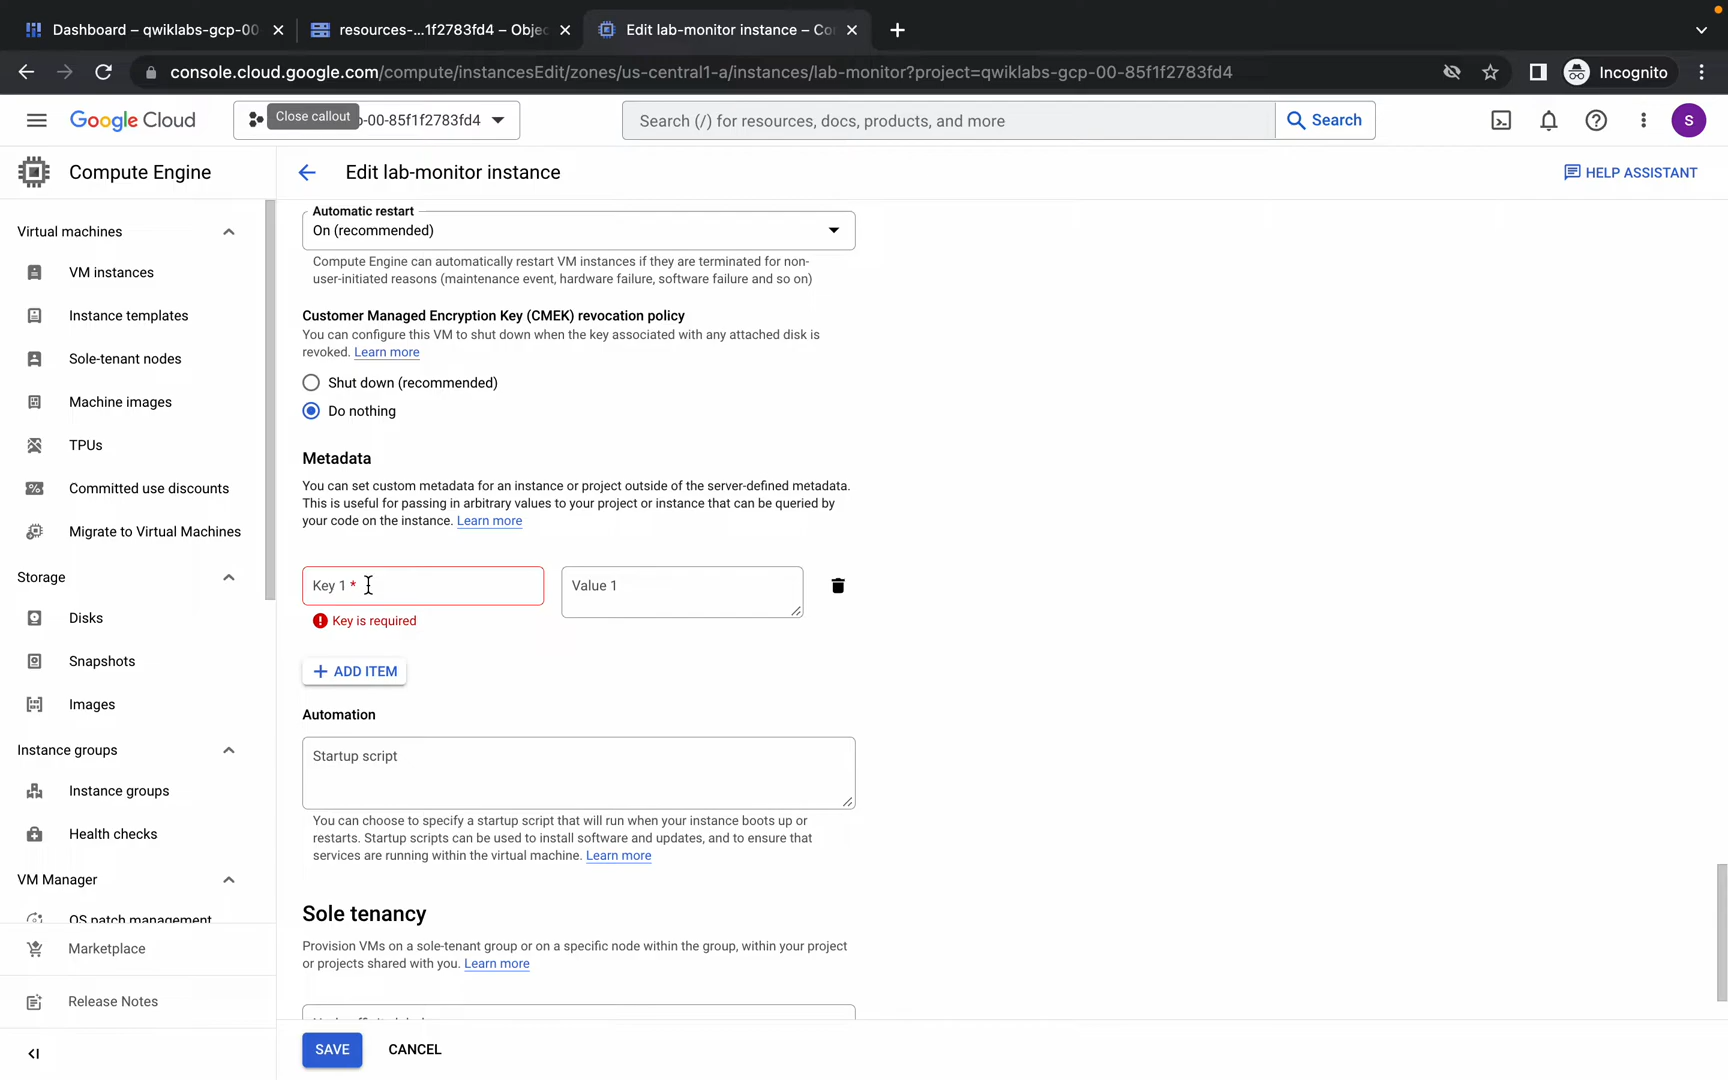 Dashboard – qwiklabs-gcp-00
resources-...1f2783fd4 – Objec
Edit lab-monitor instance – Co
console.cloud.google.com/compute/instancesEdit/zones/us-central1-a/instances/lab-monitor?project=qwiklabs-gcp-00-85f1f2783fd4
Incognito
Google Cloud
Close callout
-00-85f1f2783fd4
Search (/) for resources, docs, products, and more
Search
S
Compute Engine
Edit lab-monitor instance
HELP ASSISTANT
Virtual machines
VM instances
Instance templates
Sole-tenant nodes
Machine images
TPUs
Committed use discounts
Migrate to Virtual Machines
Storage
Disks
Snapshots
Images
Instance groups
Instance groups
Health checks
VM Manager
OS patch management
Marketplace
Release Notes
Automatic restart
On (recommended)
Compute Engine can automatically restart VM instances if they are terminated for non-
user-initiated reasons (maintenance event, hardware failure, software failure and so on)
Customer Managed Encryption Key (CMEK) revocation policy
You can configure this VM to shut down when the key associated with any attached disk is
revoked. Learn more
Shut down (recommended)
Do nothing
Metadata
You can set custom metadata for an instance or project outside of the server-defined metadata.
This is useful for passing in arbitrary values to your project or instance that can be queried by
your code on the instance. Learn more
Key 1 *
Value 1
Key is required
+ ADD ITEM
Automation
Startup script
You can choose to specify a startup script that will run when your instance boots up or
restarts. Startup scripts can be used to install software and updates, and to ensure that
services are running within the virtual machine. Learn more
Sole tenancy
Provision VMs on a sole-tenant group or on a specific node within the group, within your project
or projects shared with you. Learn more
SAVE
CANCEL